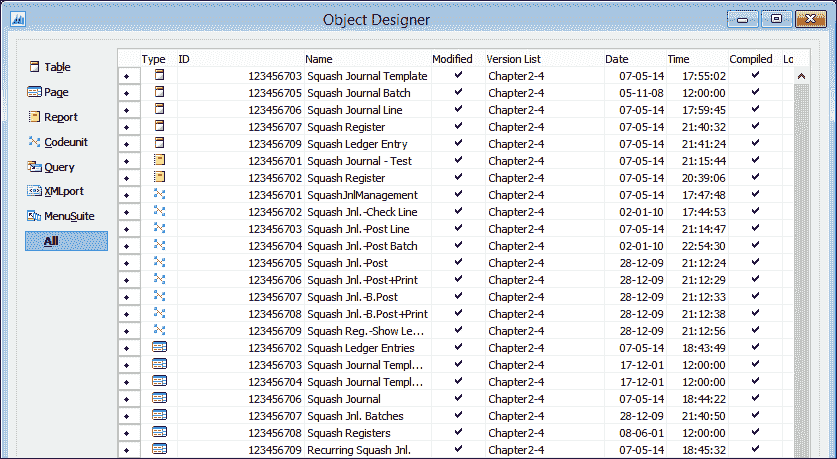 Object Designer
Type ID Name Modified Version List Date Time Compiled Lo
Table
Page
Report
Codeunit
Query
XMLport
MenuSuite
All
123456703 Squash Journal Template Chapter2-4 07-05-14 17:55:02
123456705 Squash Journal Batch Chapter2-4 05-11-08 12:00:00
123456706 Squash Journal Line Chapter2-4 07-05-14 17:59:45
123456707 Squash Register Chapter2-4 07-05-14 21:40:32
123456709 Squash Ledger Entry Chapter2-4 07-05-14 21:41:24
123456701 Squash Journal - Test Chapter2-4 07-05-14 21:15:44
123456702 Squash Register Chapter2-4 07-05-14 20:39:06
123456701 SquashJnlManagement Chapter2-4 07-05-14 17:47:48
123456702 Squash Jnl.-Check Line Chapter2-4 02-01-10 17:44:53
123456703 Squash Jnl.-Post Line Chapter2-4 07-05-14 21:14:47
123456704 Squash Jnl.-Post Batch Chapter2-4 02-01-10 22:54:30
123456705 Squash Jnl.-Post Chapter2-4 28-12-09 21:12:24
123456706 Squash Jnl.-Post+Print Chapter2-4 28-12-09 21:12:29
123456707 Squash Jnl.-B.Post Chapter2-4 28-12-09 21:12:33
123456708 Squash Jnl.-B.Post+Print Chapter2-4 28-12-09 21:12:38
123456709 Squash Reg.-Show Le... Chapter2-4 28-12-09 21:12:56
123456702 Squash Ledger Entries Chapter2-4 07-05-14 18:43:49
123456703 Squash Journal Templ... Chapter2-4 17-12-01 12:00:00
123456704 Squash Journal Templ... Chapter2-4 17-12-01 12:00:00
123456706 Squash Journal Chapter2-4 07-05-14 18:44:22
123456707 Squash Jnl. Batches Chapter2-4 28-12-09 21:40:50
123456708 Squash Registers Chapter2-4 08-06-01 12:00:00
123456709 Recurring Squash Jnl. Chapter2-4 07-05-14 18:45:32